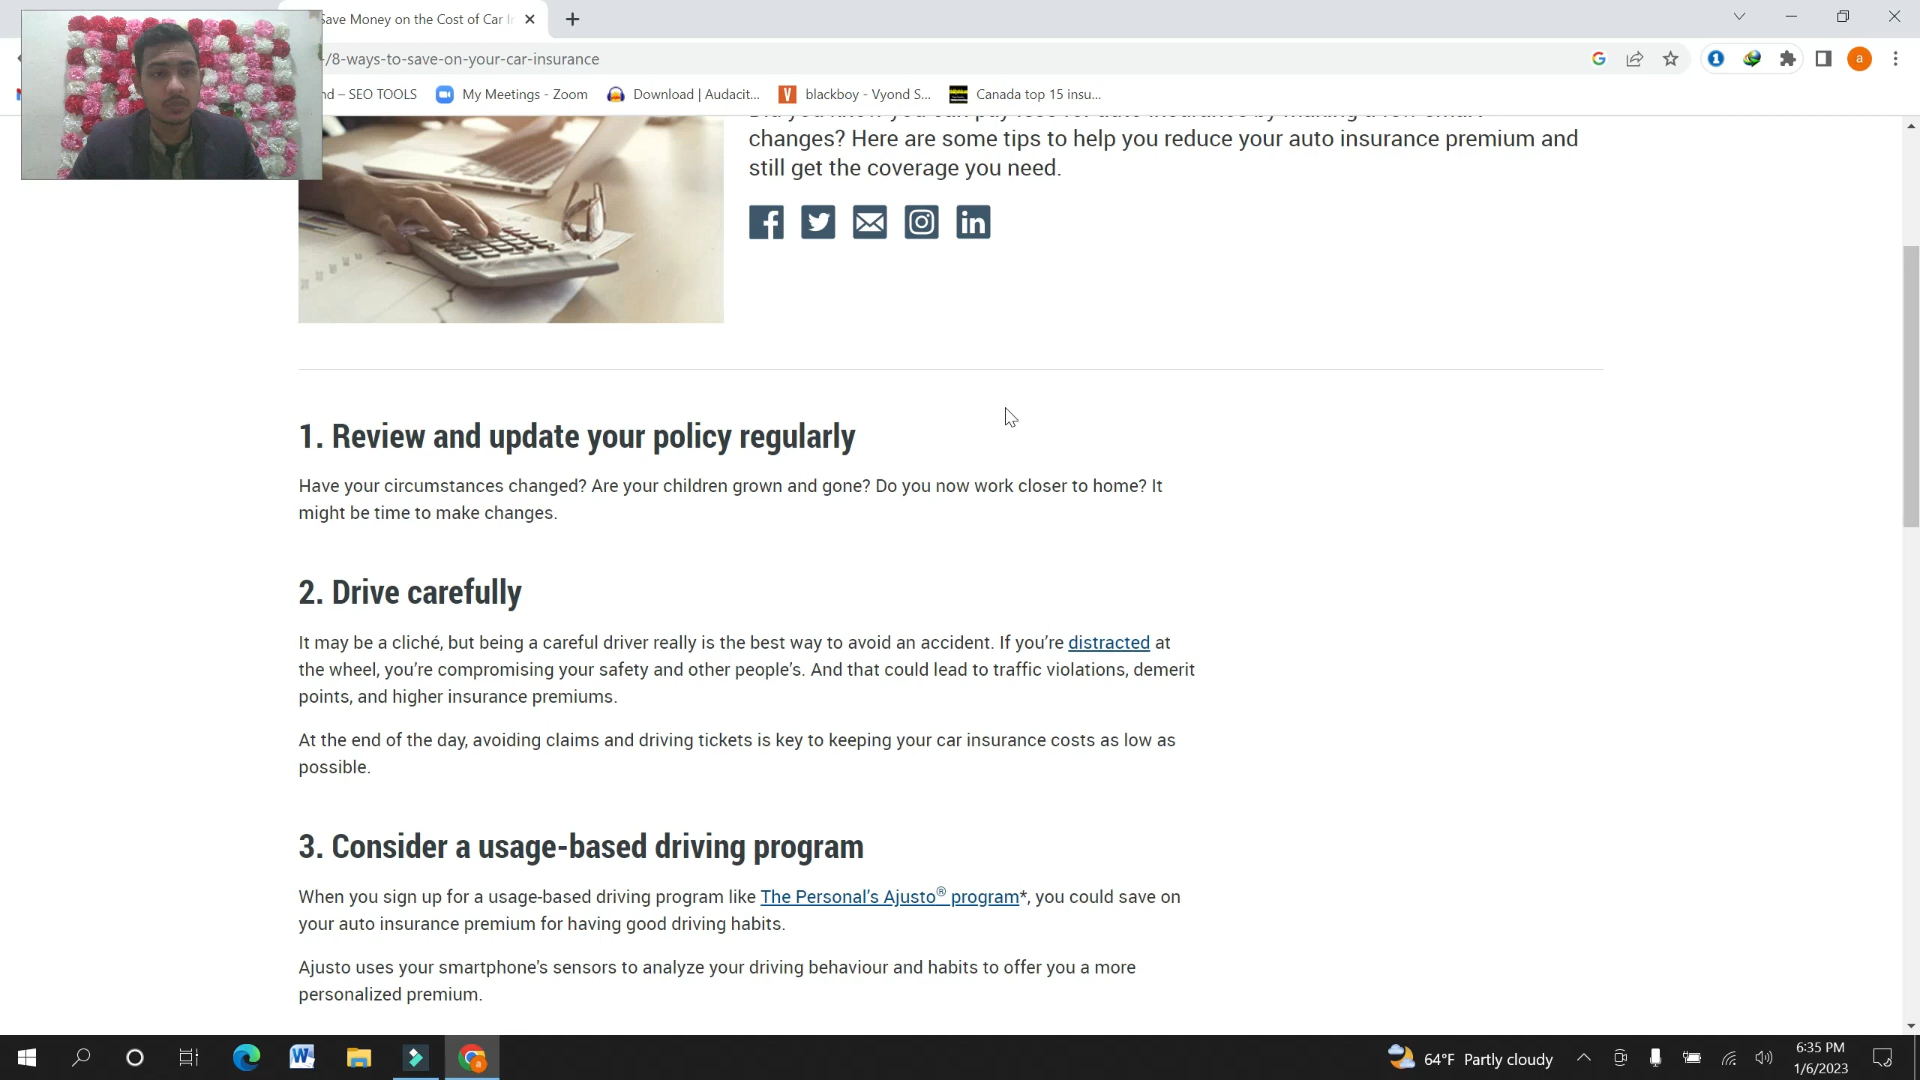 Save Money on the Cost of Car In
/8-ways-to-save-on-your-car-insurance
a
nd – SEO TOOLS
My Meetings - Zoom
Download | Audacit...
blackboy - Vyond S...
Canada top 15 insu...
changes? Here are some tips to help you reduce your auto insurance premium and
still get the coverage you need.
1. Review and update your policy regularly
Have your circumstances changed? Are your children grown and gone? Do you now work closer to home? It
might be time to make changes.
2. Drive carefully
It may be a cliché, but being a careful driver really is the best way to avoid an accident. If you’re distracted at
the wheel, you’re compromising your safety and other people’s. And that could lead to traffic violations, demerit
points, and higher insurance premiums.
At the end of the day, avoiding claims and driving tickets is key to keeping your car insurance costs as low as
possible.
3. Consider a usage-based driving program
When you sign up for a usage-based driving program like The Personal’s Ajusto® program*, you could save on
your auto insurance premium for having good driving habits.
Ajusto uses your smartphone’s sensors to analyze your driving behaviour and habits to offer you a more
personalized premium.
64°F Partly cloudy
6:35 PM
1/6/2023